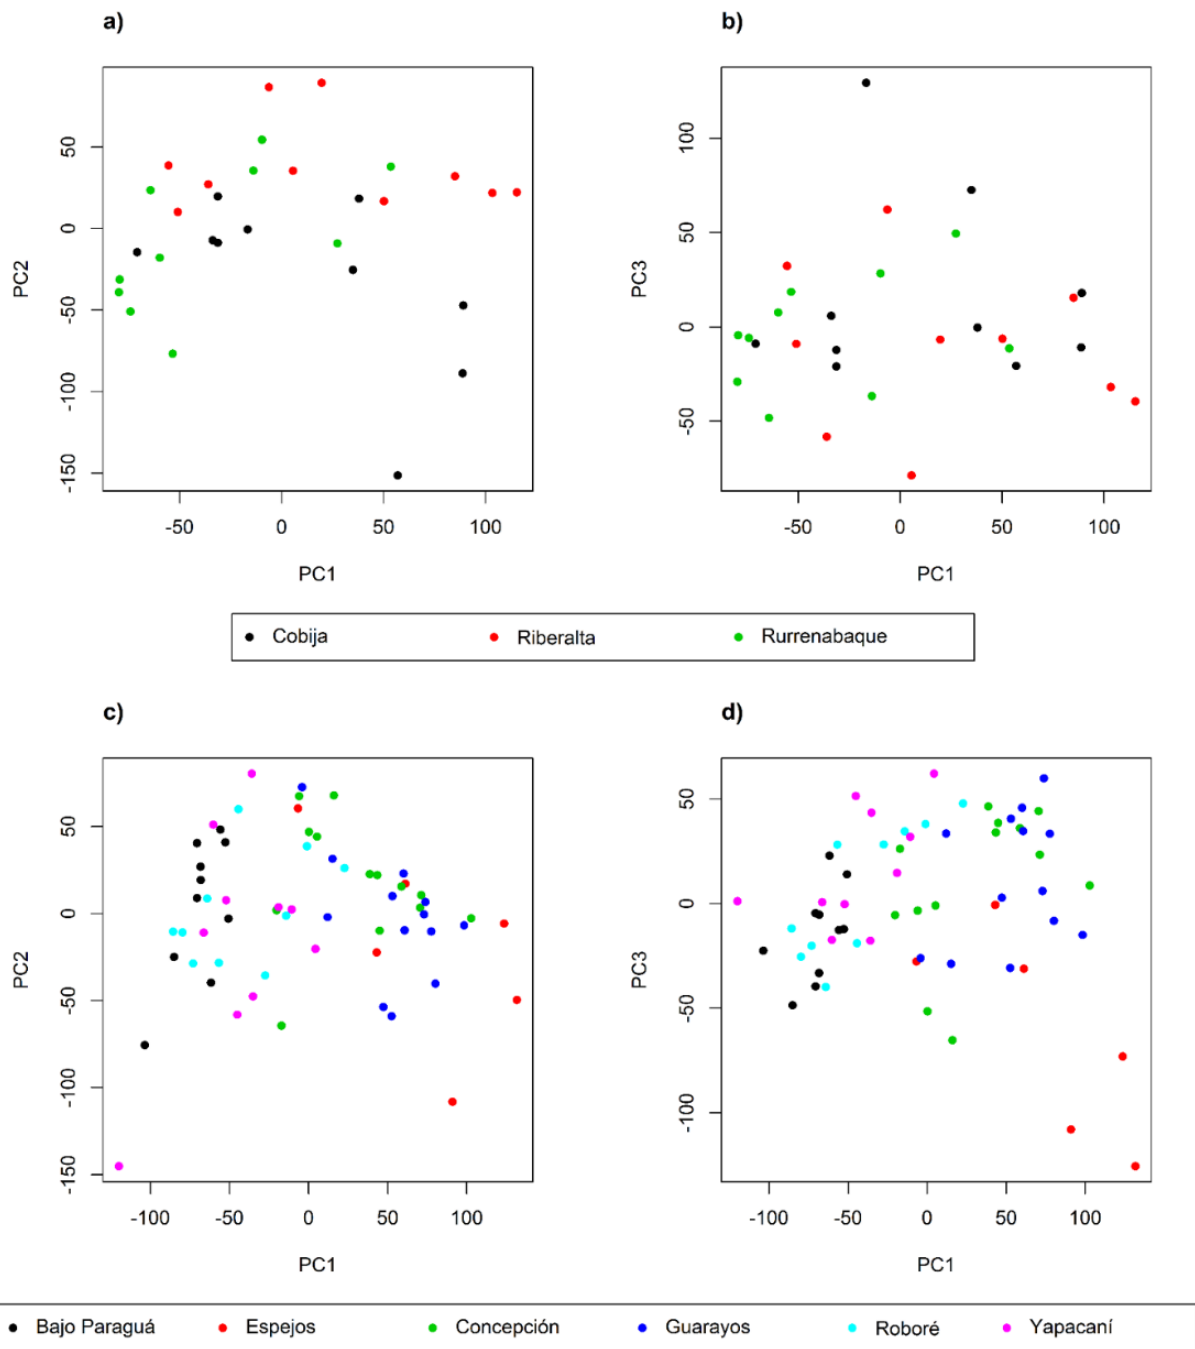 a)
b)
PC2
50
0
-50
-100
-150
-50 0 50 100
PC1
PC3
100
50
0
-50
-50 0 50 100
PC1
Cobija Riberalta Rurrenabaque
c)
d)
PC2
50
0
-50
-100
-150
-100 -50 0 50 100
PC1
PC3
50
0
-50
-100
-100 -50 0 50 100
PC1
Bajo Paraguá Espejos Concepción Guarayos Roboré Yapacaní